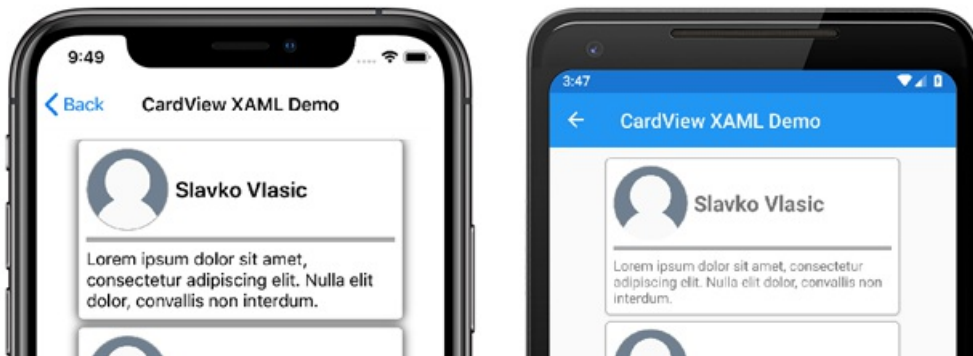 9:49
Back
CardView XAML Demo
Slavko Vlasic
Lorem ipsum dolor sit amet,
consectetur adipiscing elit. Nulla elit
dolor, convallis non interdum.
3:47
CardView XAML Demo
Slavko Vlasic
Lorem ipsum dolor sit amet, consectetur
adipiscing elit. Nulla elit dolor, convallis non
interdum.